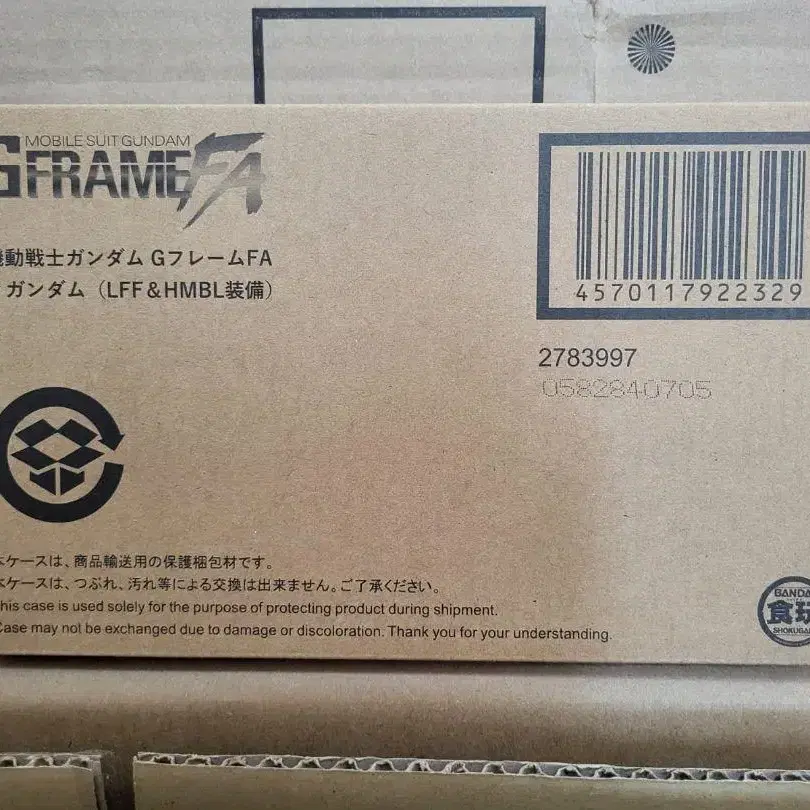 MOBILE SUIT GUNDAM
GFRAMEFA
機動戦士ガンダム GフレームFA
ガンダム（LFF＆HMBL装備）
4570117922329
2783997
0582840705
本ケースは、商品輸送用の保護梱包材です。
本ケースは、つぶれ、汚れ等による交換は出来ません。ご了承ください。
This case is used solely for the purpose of protecting product during shipment.
Case may not be exchanged due to damage or discoloration. Thank you for your understanding.
BANDAI
食玩
SHOKUGAN